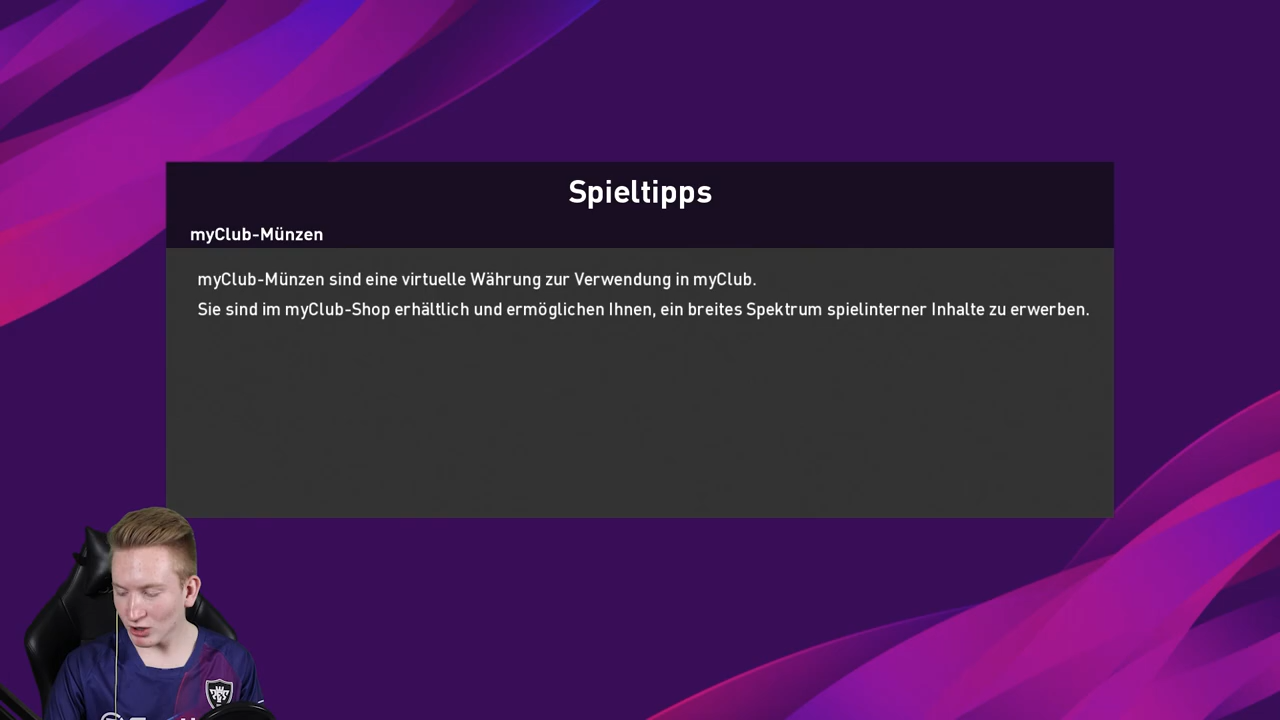 Spieltipps
myClub-Münzen
myClub-Münzen sind eine virtuelle Währung zur Verwendung in myClub.
Sie sind im myClub-Shop erhältlich und ermöglichen Ihnen, ein breites Spektrum spielinterner Inhalte zu erwerben.